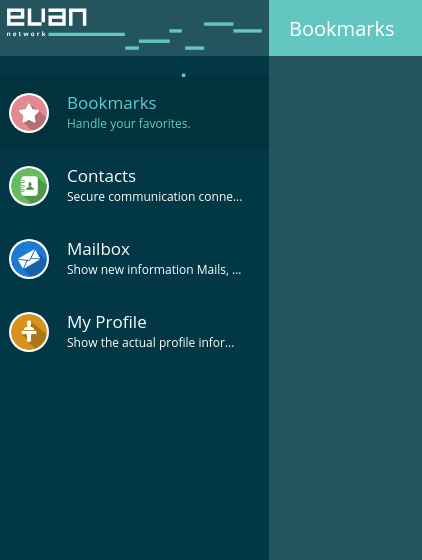 evan
network
Bookmarks
Bookmarks
Handle your favorites.
Contacts
Secure communication conne...
Mailbox
Show new information Mails, ...
My Profile
Show the actual profile infor...